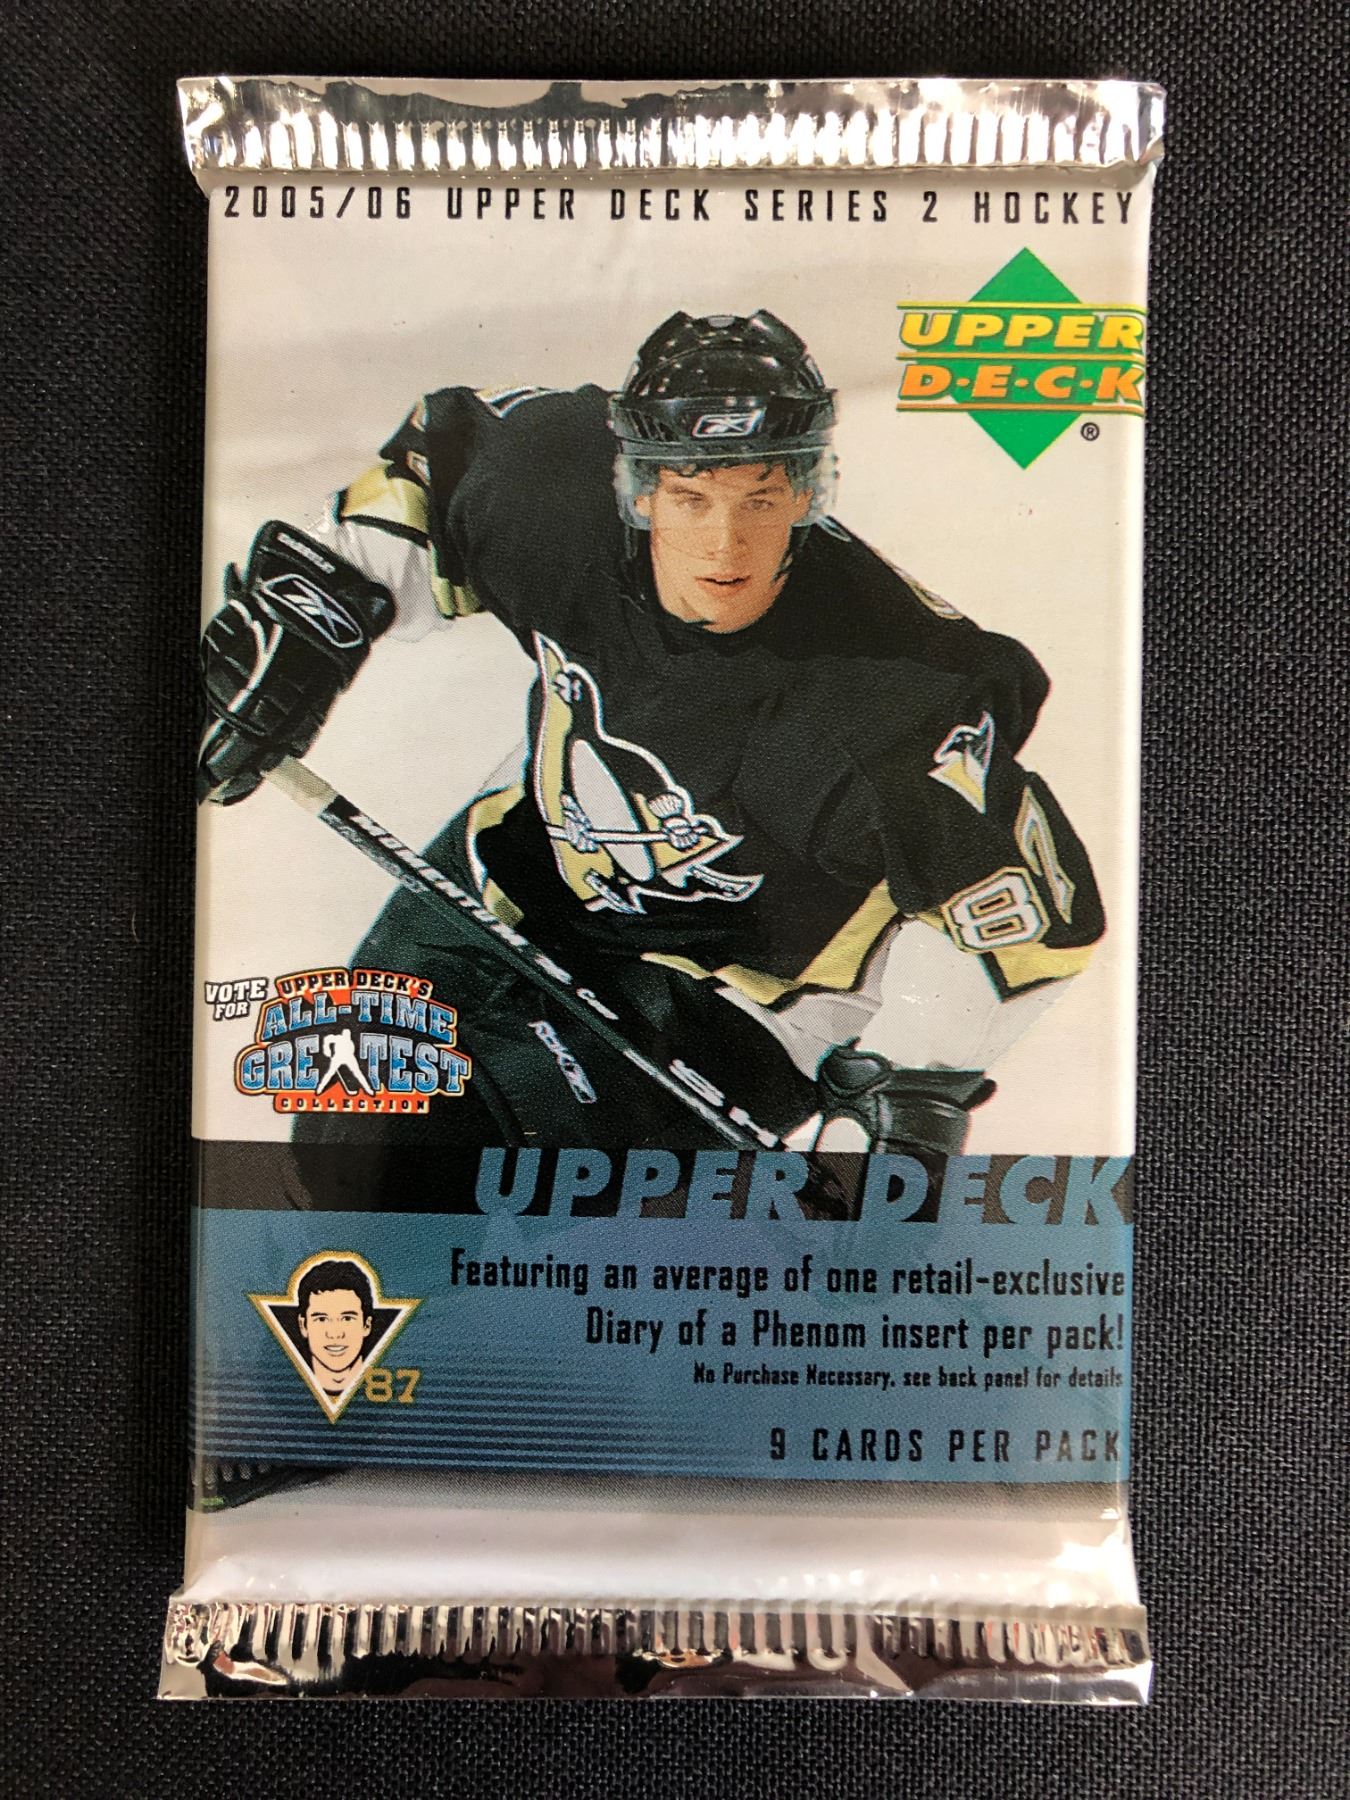 2005/06 UPPER DECK SERIES 2 HOCKEY
UPPER
D·E·C·K
®
87
MOMENTUM
VOTE
FOR
UPPER DECK'S
ALL-TIME
GREATEST
COLLECTION
UPPER DECK
Featuring an average of one retail-exclusive
Diary of a Phenom insert per pack!
No Purchase Necessary, see back panel for details
87
9 CARDS PER PACK